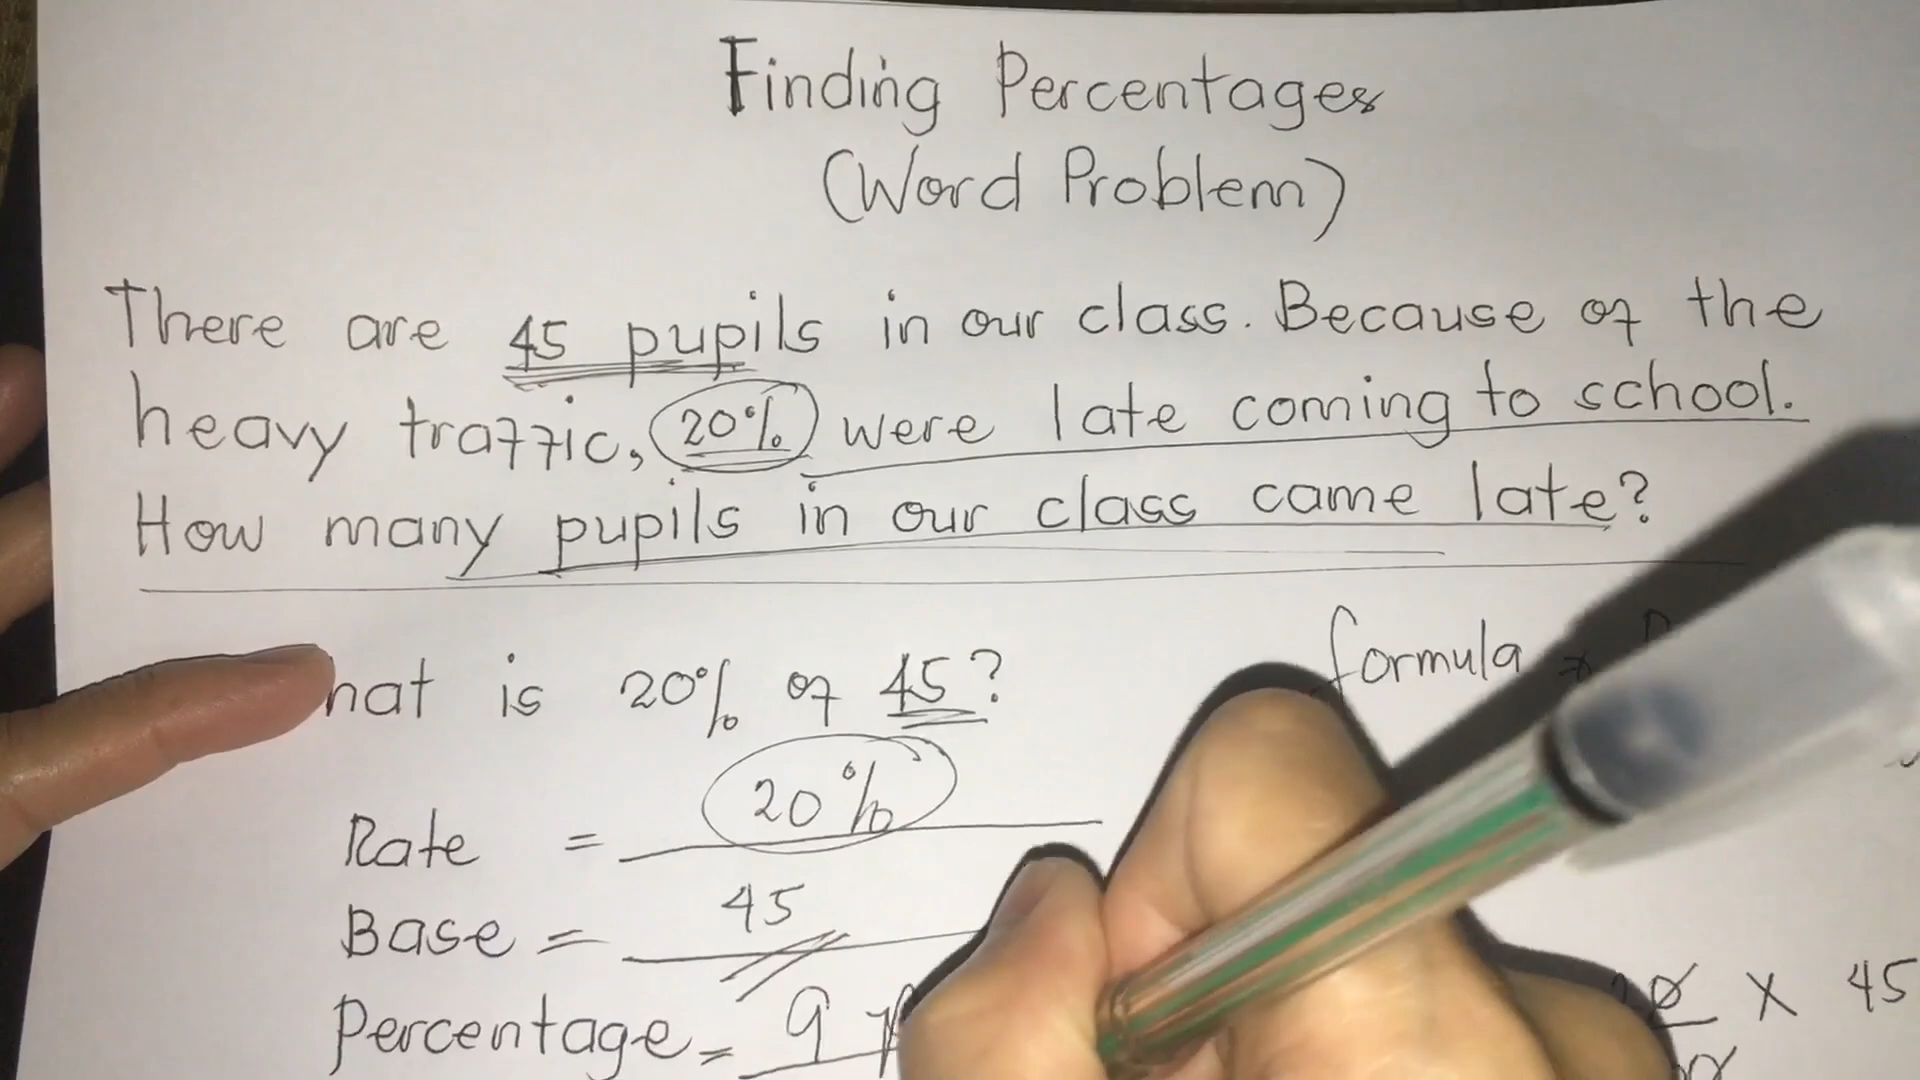 Finding Percentages
(Word Problem)
There are 45 pupils in our class. Because of the
heavy traffic, 20% were late coming to school.
How many pupils in our class came late?
hat is 20% of 45?
formula
20%
Rate =
45
Base =
Percentage = 9
X 45